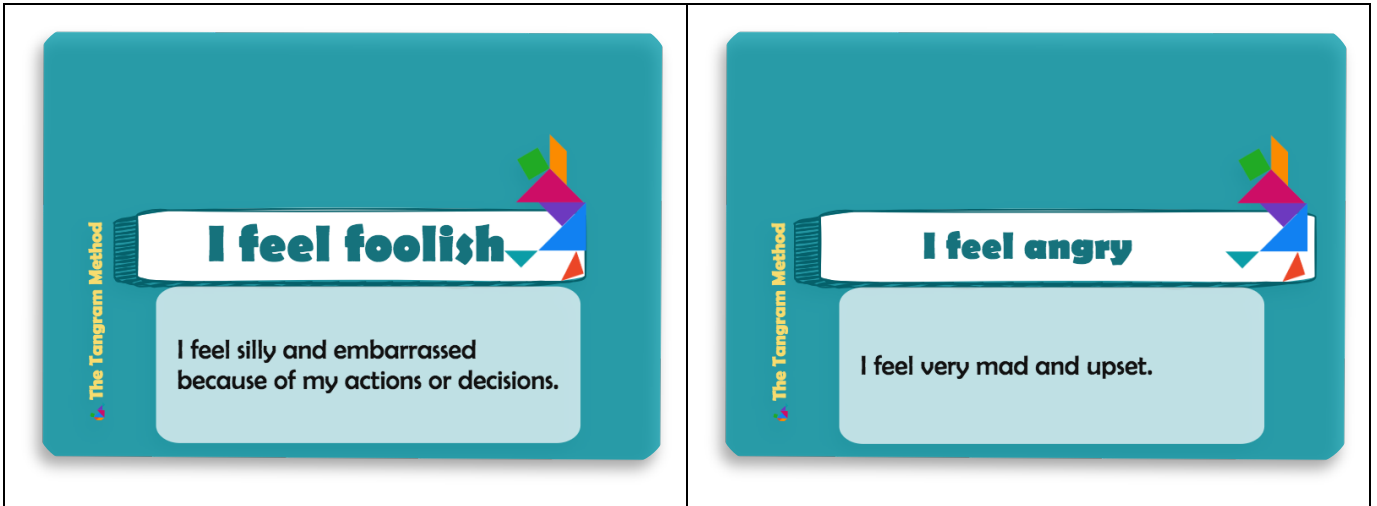 I feel foolish
I feel silly and embarrassed
because of my actions or decisions.
The Tangram Method
I feel angry
I feel very mad and upset.
The Tangram Method